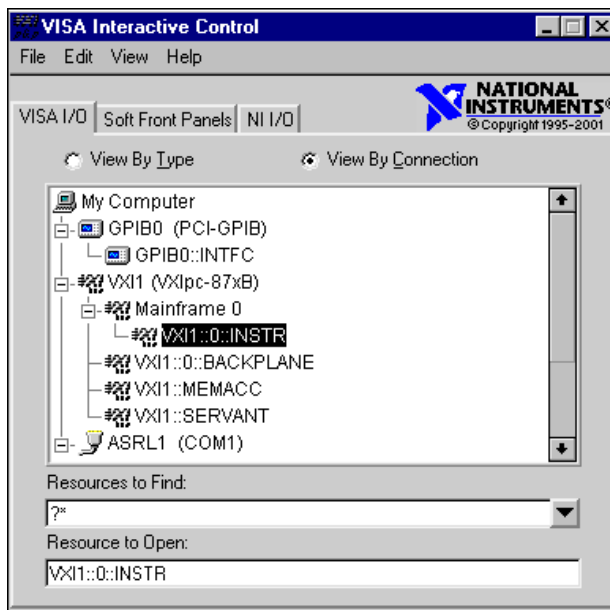 VISA Interactive Control
File Edit View Help
NATIONAL
INSTRUMENTS®
© Copyright 1995-2001
VISA I/O Soft Front Panels NI I/O
View By Type View By Connection
My Computer
GPIB0 (PCI-GPIB)
GPIB0::INTFC
VXI1 (VXIpc-87xB)
Mainframe 0
VXI1::0::INSTR
VXI1::0::BACKPLANE
VXI1::MEMACC
VXI1::SERVANT
ASRL1 (COM1)
Resources to Find:
?*
Resource to Open:
VXI1::0::INSTR